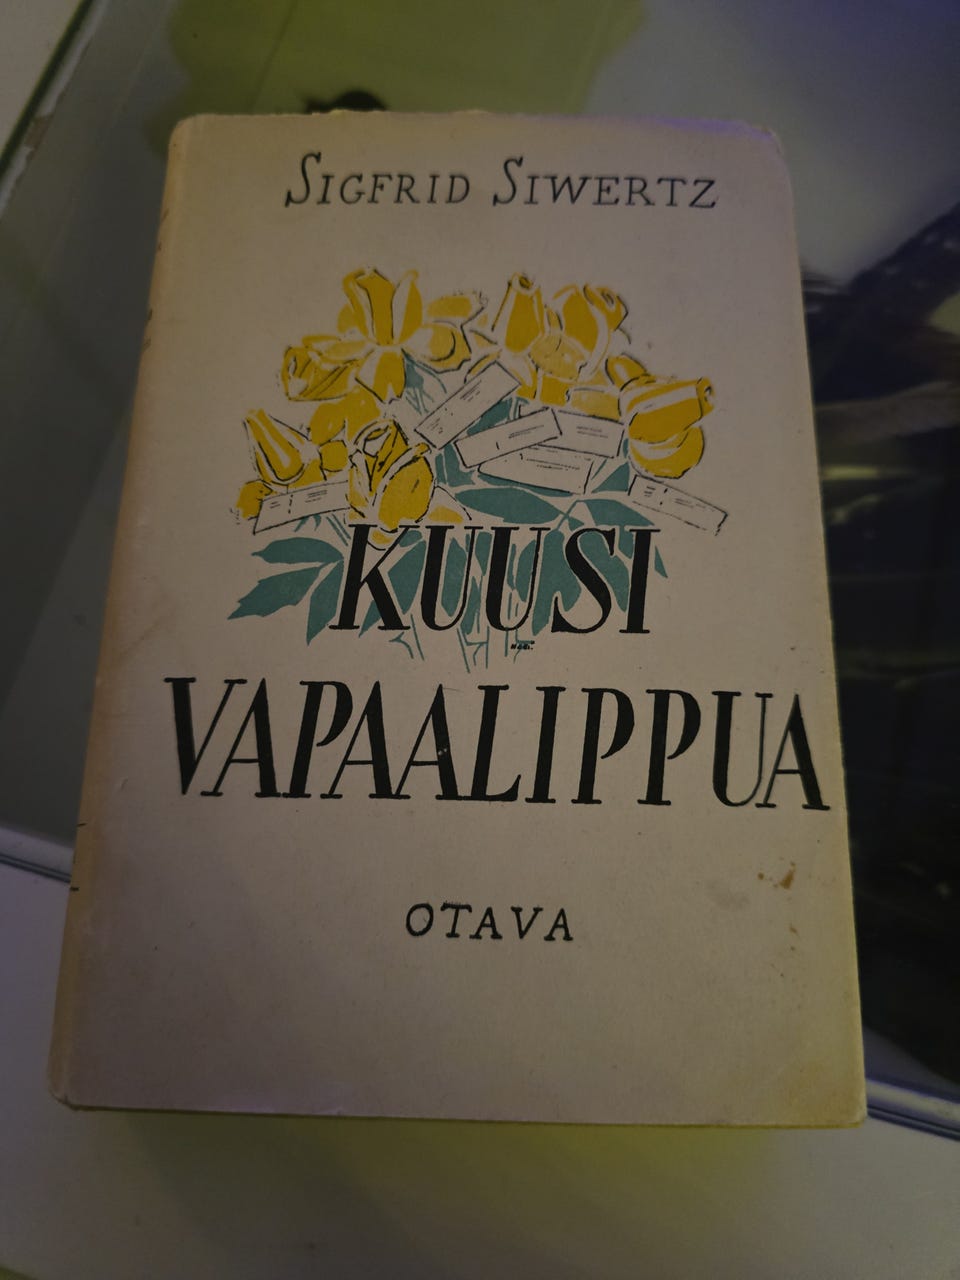 SIGFRID SIWERTZ
KUUSI
VAPAALIPPUA
OTAVA